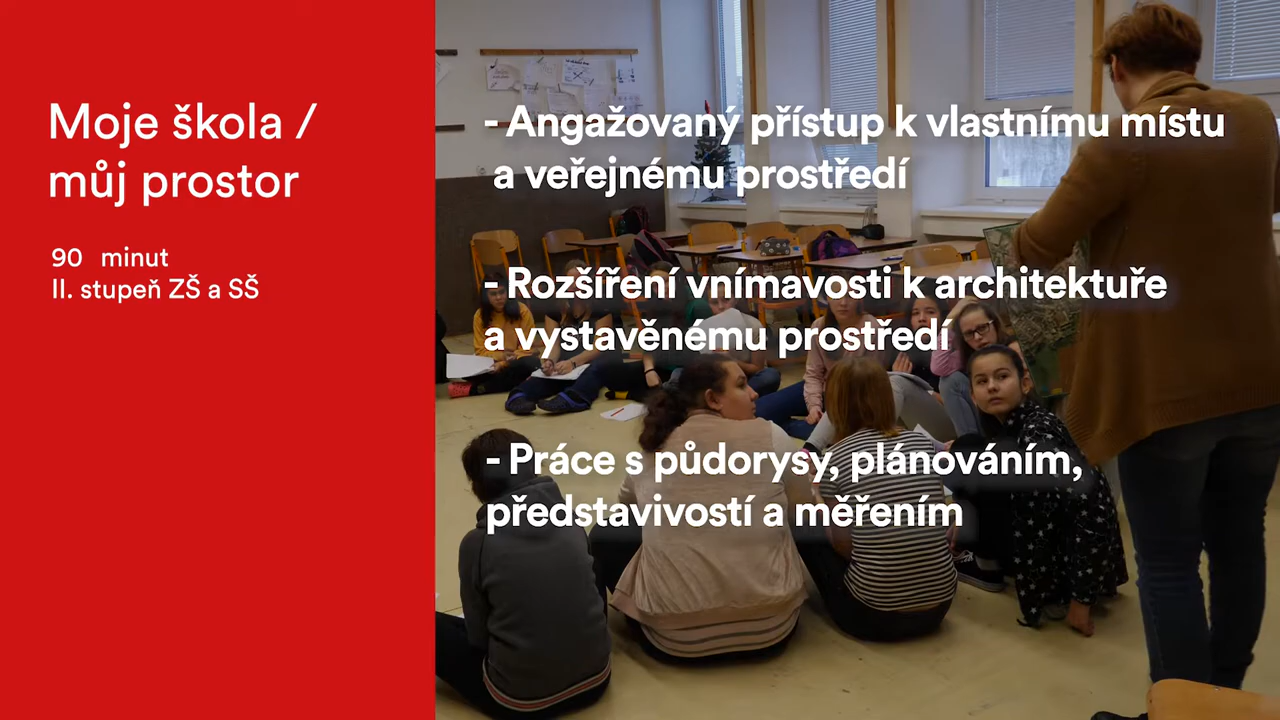 Moje škola /
můj prostor
90 minut
II. stupeň ZŠ a SŠ
- Angažovaný přístup k vlastnímu místu
a veřejnému prostředí
- Rozšíření vnímavosti k architektuře
a vystavěnému prostředí
- Práce s půdorysy, plánováním,
představivostí a měřením